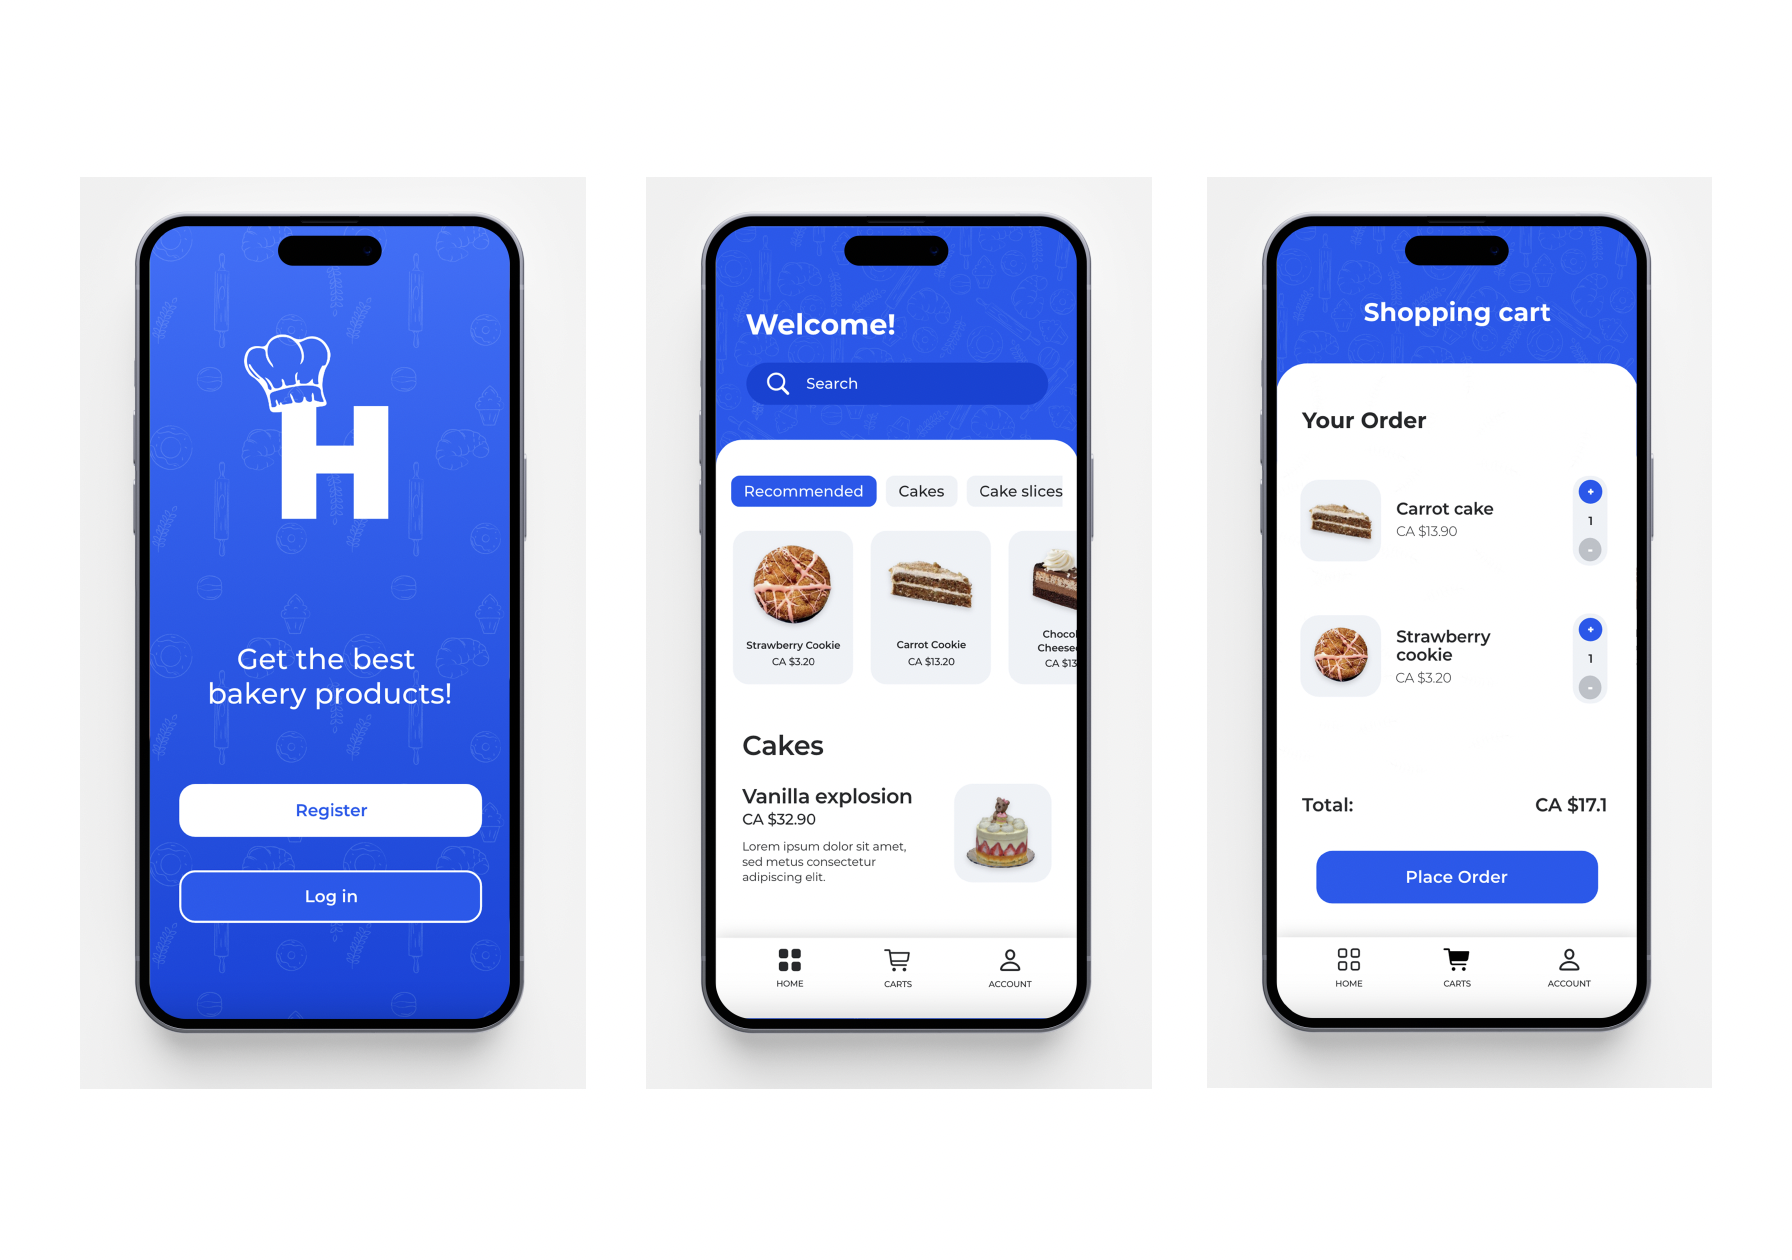 H
Get the best
bakery products!
Register
Log in
Welcome!
Search
Recommended
Cakes
Cake slices
Strawberry Cookie
CA $3.20
Carrot Cookie
CA $13.20
Chocol
Cheese
CA $13
Cakes
Vanilla explosion
CA $32.90
Lorem ipsum dolor sit amet,
sed metus consectetur
adipiscing elit.
HOME
CARTS
ACCOUNT
Shopping cart
Your Order
Carrot cake
CA $13.90
+
1
-
Strawberry
cookie
CA $3.20
+
1
-
Total:
CA $17.1
Place Order
HOME
CARTS
ACCOUNT